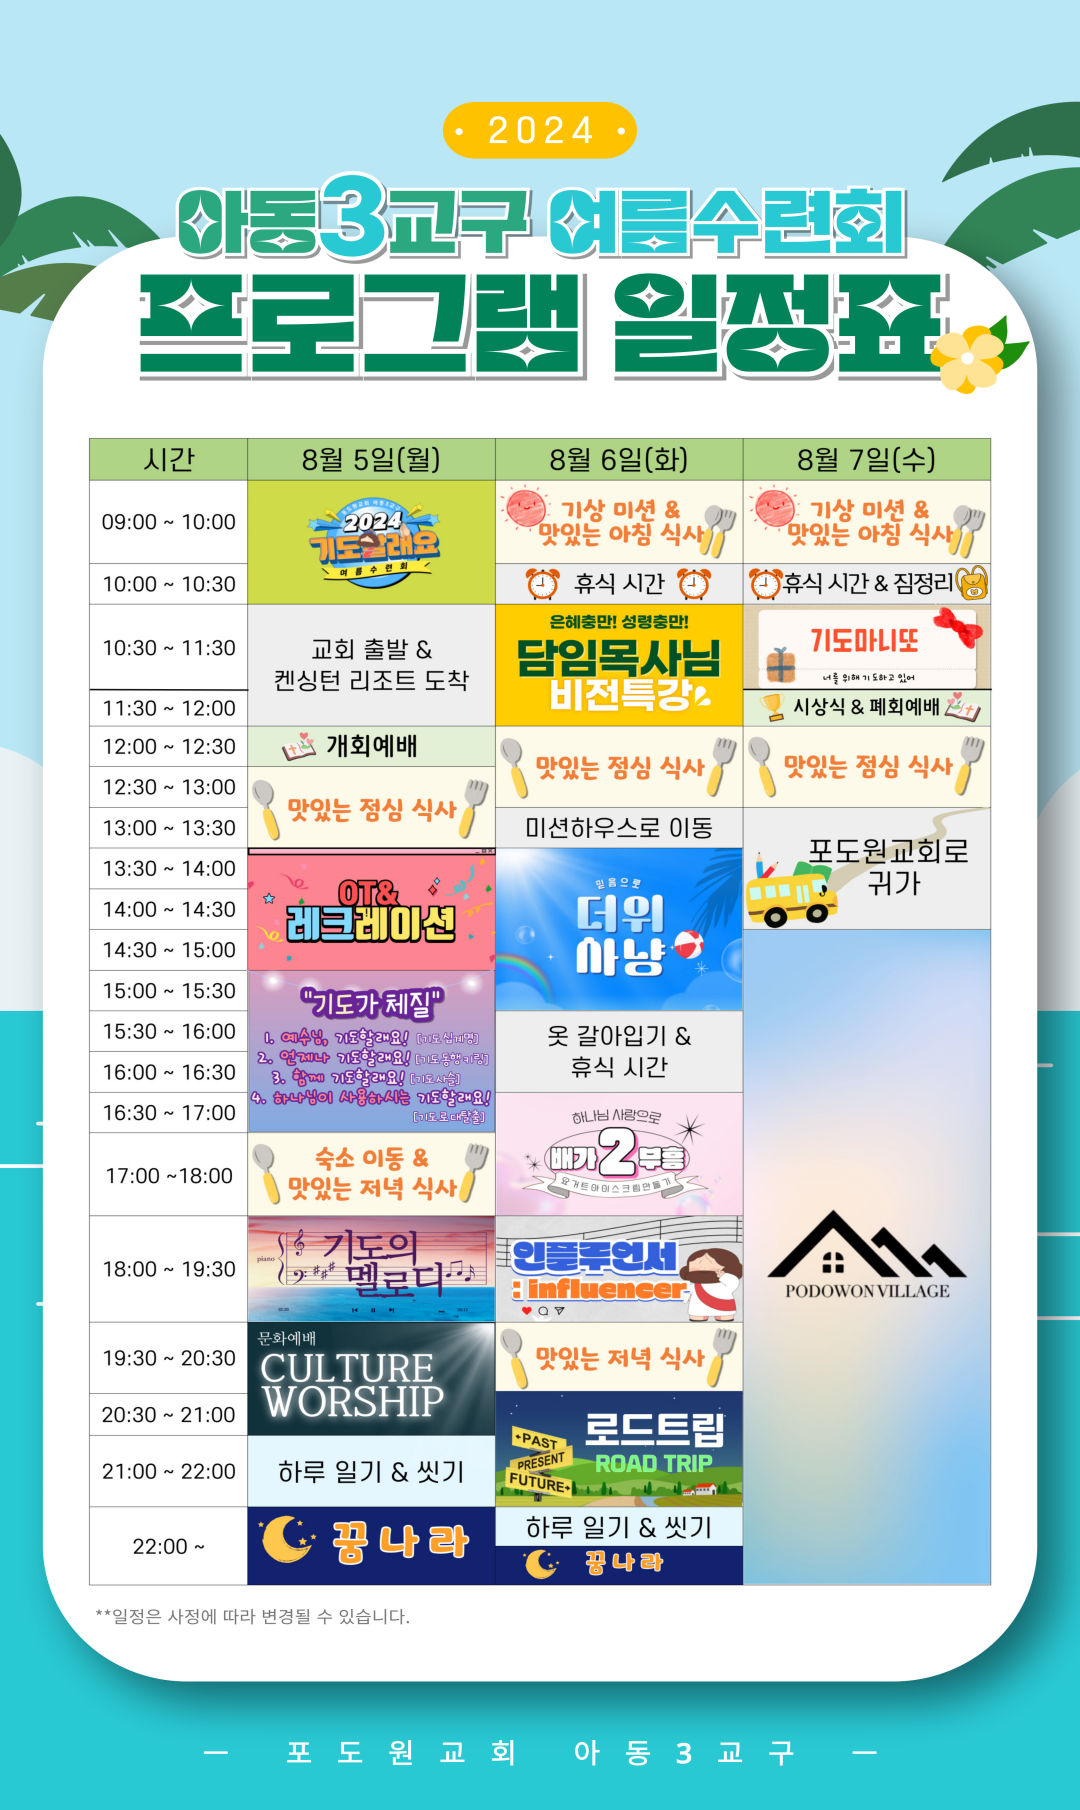 2024
아동3교구 여름수련회
프로그램 일정표
시간
8월 5일(월)
8월 6일(화)
8월 7일(수)
09:00 ~ 10:00
포도원교회 아동3교구
2024
기도할래요
여름수련회
기상 미션 &
맛있는 아침 식사
기상 미션 &
맛있는 아침 식사
10:00 ~ 10:30
휴식 시간
휴식 시간 & 짐정리
10:30 ~ 11:30
교회 출발 &
켄싱턴 리조트 도착
은혜충만! 성령충만!
담임목사님
비전특강
기도마니또
너를 위해 기도하고 있어
11:30 ~ 12:00
시상식 & 폐회예배
12:00 ~ 12:30
개회예배
맛있는 점심 식사
맛있는 점심 식사
12:30 ~ 13:00
맛있는 점심 식사
13:00 ~ 13:30
미션하우스로 이동
포도원교회로
귀가
13:30 ~ 14:00
OT&
레크레이션
믿음으로
더위
사냥
14:00 ~ 14:30
14:30 ~ 15:00
15:00 ~ 15:30
"기도가 체질"
1. 예수님, 기도할래요! [기도십계명]
2. 언제나 기도할래요! [기도동행키링]
3. 함께 기도할래요! [기도사슬]
4. 하나님이 사용하시는 기도할래요!
[기도로대탈출]
15:30 ~ 16:00
옷 갈아입기 &
휴식 시간
16:00 ~ 16:30
16:30 ~ 17:00
하나님 사랑으로
배가2부흥
요거트아이스크림만들기
17:00 ~18:00
숙소 이동 &
맛있는 저녁 식사
18:00 ~ 19:30
piano
기도의
멜로디
인플루언서
: influencer
19:30 ~ 20:30
문화예배
CULTURE
WORSHIP
맛있는 저녁 식사
20:30 ~ 21:00
PAST
PRESENT
FUTURE
로드트립
ROAD TRIP
21:00 ~ 22:00
하루 일기 & 씻기
22:00 ~
꿈나라
하루 일기 & 씻기
꿈나라
PODOWON VILLAGE
**일정은 사정에 따라 변경될 수 있습니다.
포도원교회 아동3교구